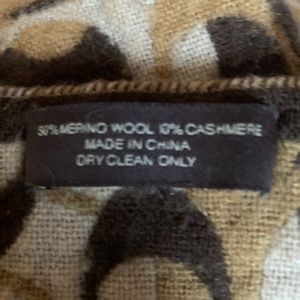 90% MERINO WOOL 10% CASHMERE
MADE IN CHINA
DRY CLEAN ONLY